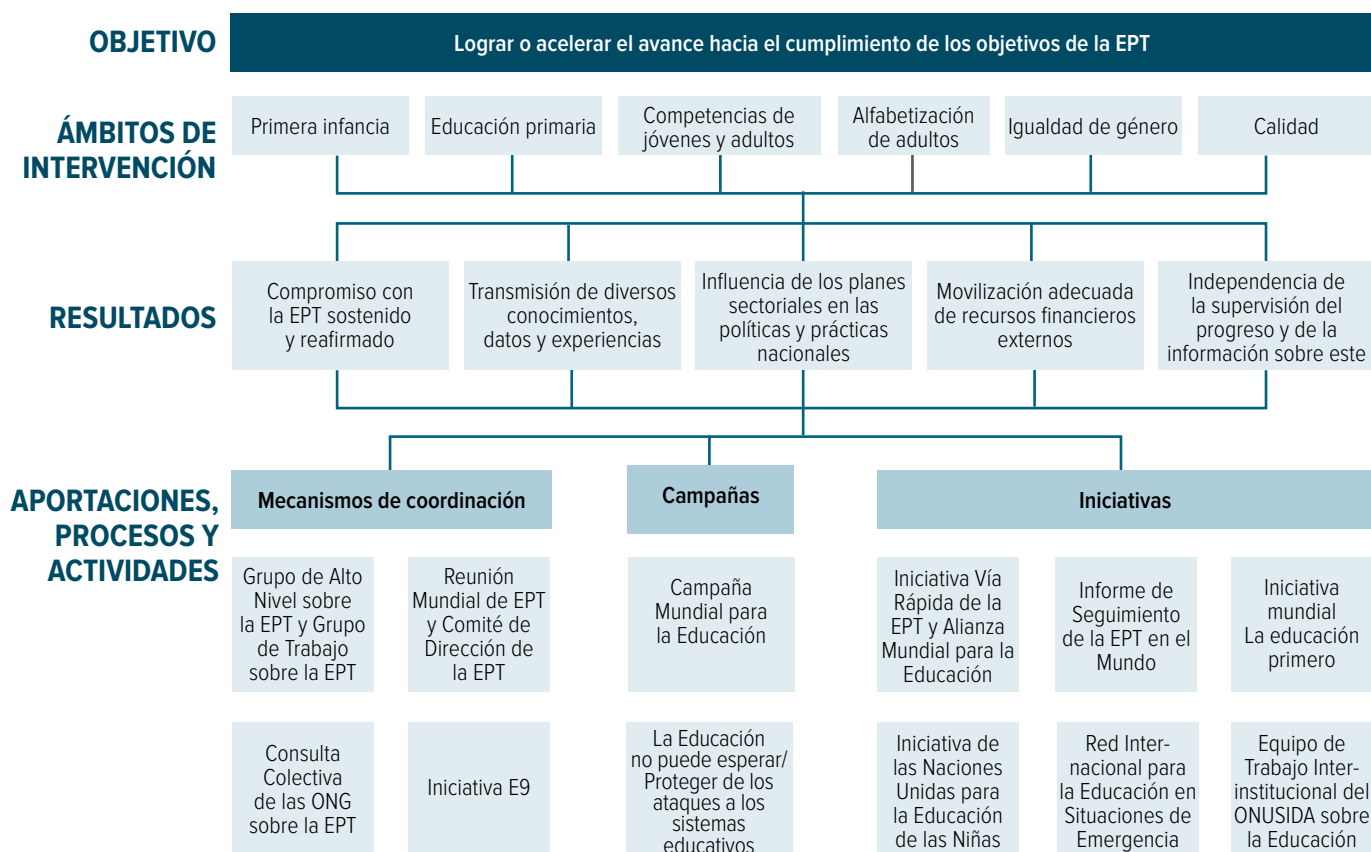 OBJETIVO
Lograr o acelerar el avance hacia el cumplimiento de los objetivos de la EPT
ÁMBITOS DE
INTERVENCIÓN
Primera infancia
Educación primaria
Competencias de
jóvenes y adultos
Alfabetización
de adultos
Igualdad de género
Calidad
RESULTADOS
Compromiso con
la EPT sostenido
y reafirmado
Transmisión de diversos
conocimientos,
datos y experiencias
Influencia de los planes
sectoriales en las
políticas y prácticas
nacionales
Movilización adecuada
de recursos financieros
externos
Independencia de
la supervisión del
progreso y de la
información sobre este
APORTACIONES,
PROCESOS Y
ACTIVIDADES
Mecanismos de coordinación
Campañas
Iniciativas
Grupo de Alto
Nivel sobre
la EPT y Grupo
de Trabajo
sobre la EPT
Reunión
Mundial de EPT
y Comité de
Dirección de
la EPT
Campaña
Mundial para
la Educación
Iniciativa Vía
Rápida de la
EPT y Alianza
Mundial para la
Educación
Informe de
Seguimiento
de la EPT en el
Mundo
Iniciativa
mundial
La educación
primero
Consulta
Colectiva
de las ONG
sobre la EPT
Iniciativa E9
La Educación
no puede esperar/
Proteger de los
ataques a los
sistemas
educativos
Iniciativa de
las Naciones
Unidas para
la Educación
de las Niñas
Red Inter-
nacional para
la Educación en
Situaciones de
Emergencia
Equipo de
Trabajo Inter-
institucional del
ONUSIDA sobre
la Educación